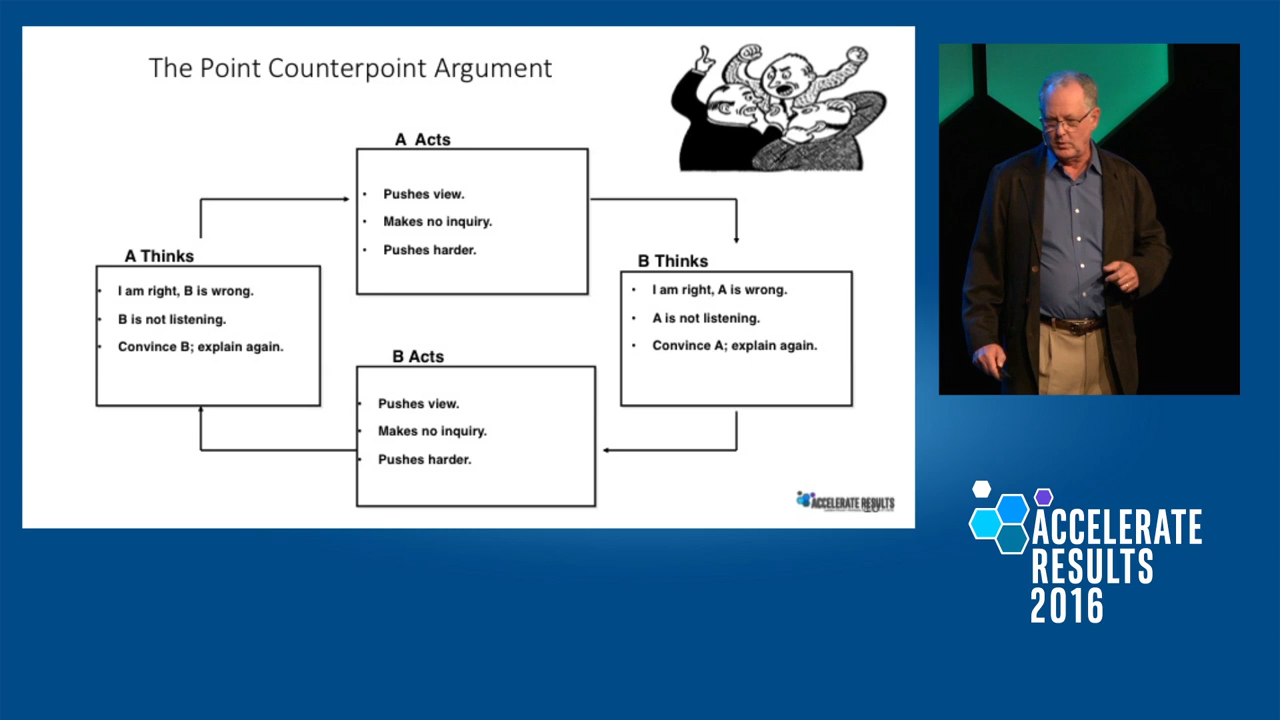 The Point Counterpoint Argument
A Acts
• Pushes view.
• Makes no inquiry.
• Pushes harder.
A Thinks
• I am right, B is wrong.
• B is not listening.
• Convince B; explain again.
B Thinks
• I am right, A is wrong.
• A is not listening.
• Convince A; explain again.
B Acts
• Pushes view.
• Makes no inquiry.
• Pushes harder.
ACCELERATE RESULTS
ACCELERATE
RESULTS
2016